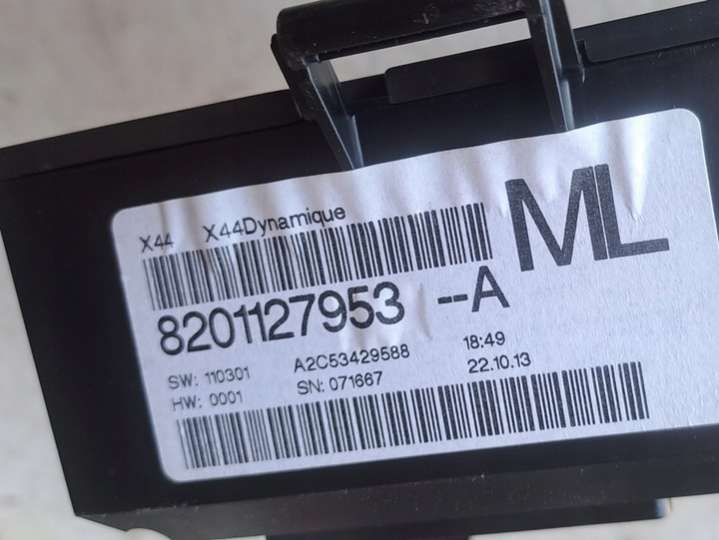 X44 X44Dynamique
ML
8201127953 --A
SW: 110301 A2C53429588 18:49
HW: 0001 SN: 071667 22.10.13